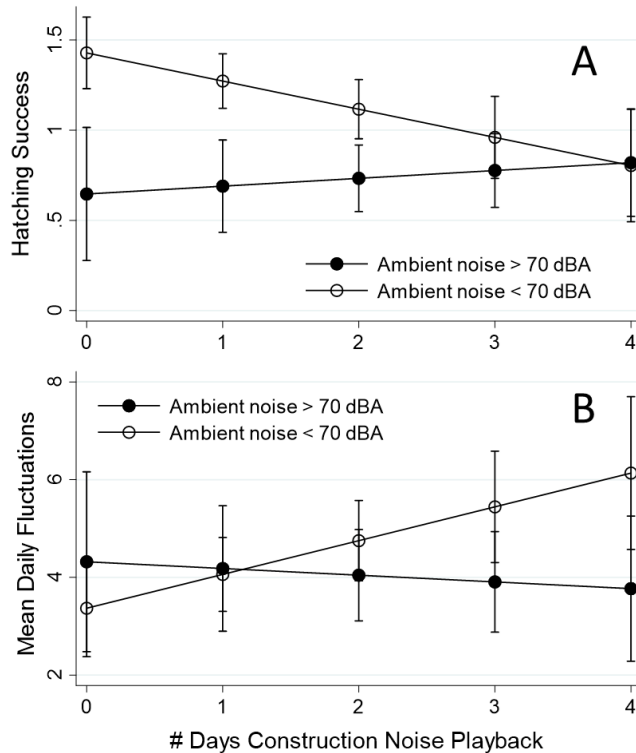 1.5
1
.5
0
Hatching Success
A
Ambient noise > 70 dBA
Ambient noise < 70 dBA
0 1 2 3 4
8
6
4
2
Mean Daily Fluctuations
B
Ambient noise > 70 dBA
Ambient noise < 70 dBA
0 1 2 3 4
# Days Construction Noise Playback